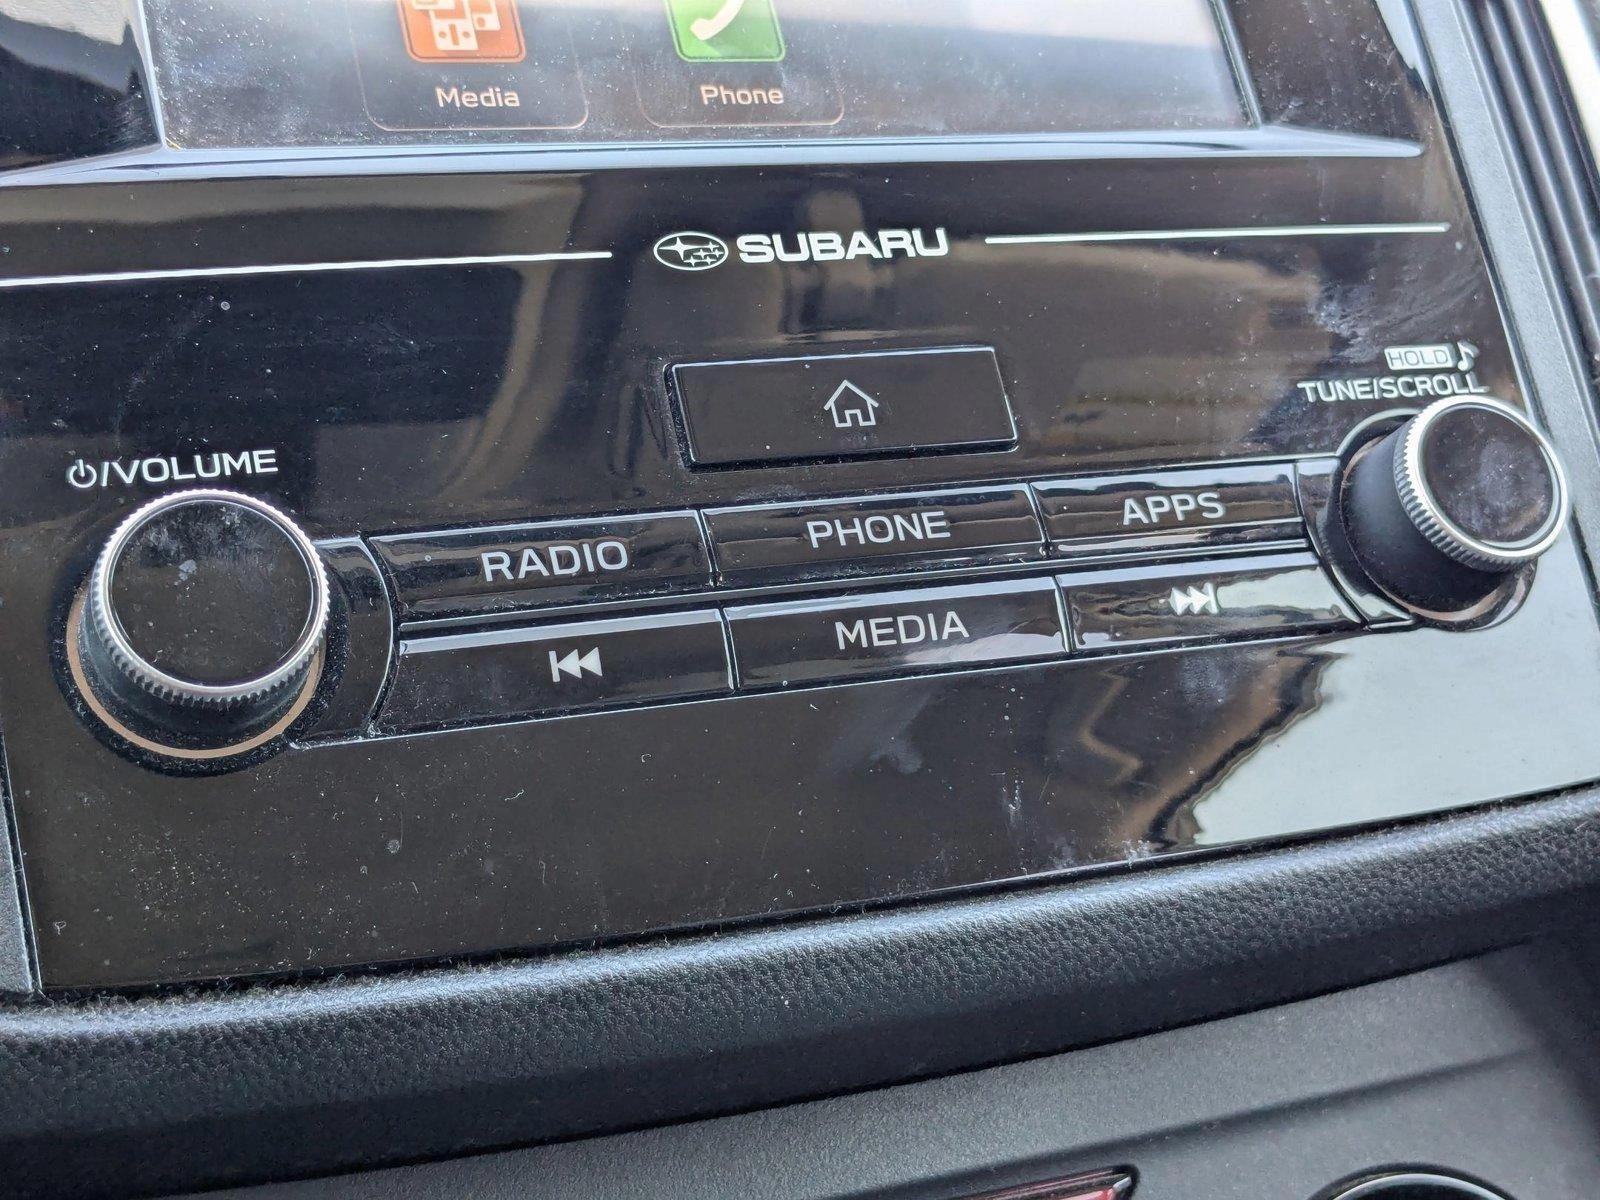 Media
Phone
SUBARU
HOLD
TUNE/SCROLL
/VOLUME
RADIO
PHONE
APPS
MEDIA